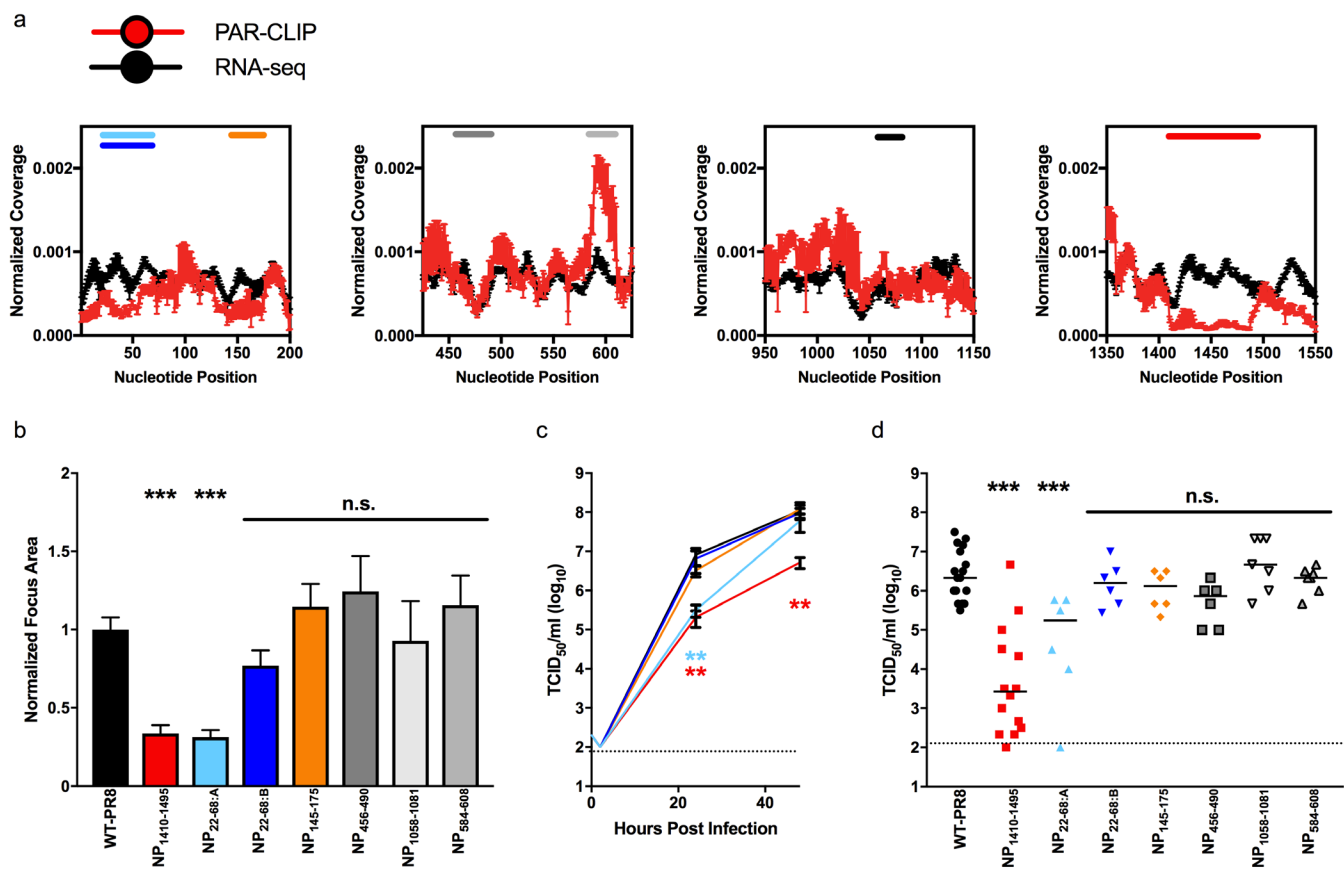 a
PAR-CLIP
RNA-seq
Normalized Coverage
0.002
0.001
0.000
50 100 150 200
Nucleotide Position
Normalized Coverage
0.002
0.001
0.000
450 500 550 600
Nucleotide Position
Normalized Coverage
0.002
0.001
0.000
950 1000 1050 1100 1150
Nucleotide Position
Normalized Coverage
0.002
0.001
0.000
1350 1400 1450 1500 1550
Nucleotide Position
b
Normalized Focus Area
2
1.5
1
0.5
0
*** ***
n.s.
WT-PR8
NP1410-1495
NP22-68:A
NP22-68:B
NP145-175
NP456-490
NP1058-1081
NP584-608
c
TCID50/ml (log10)
9
8
7
6
5
4
3
2
1
**
**
**
0 20 40
Hours Post Infection
d
TCID50/ml (log10)
9
8
7
6
5
4
3
2
1
*** ***
n.s.
WT-PR8
NP1410-1495
NP22-68:A
NP22-68:B
NP145-175
NP456-490
NP1058-1081
NP584-608